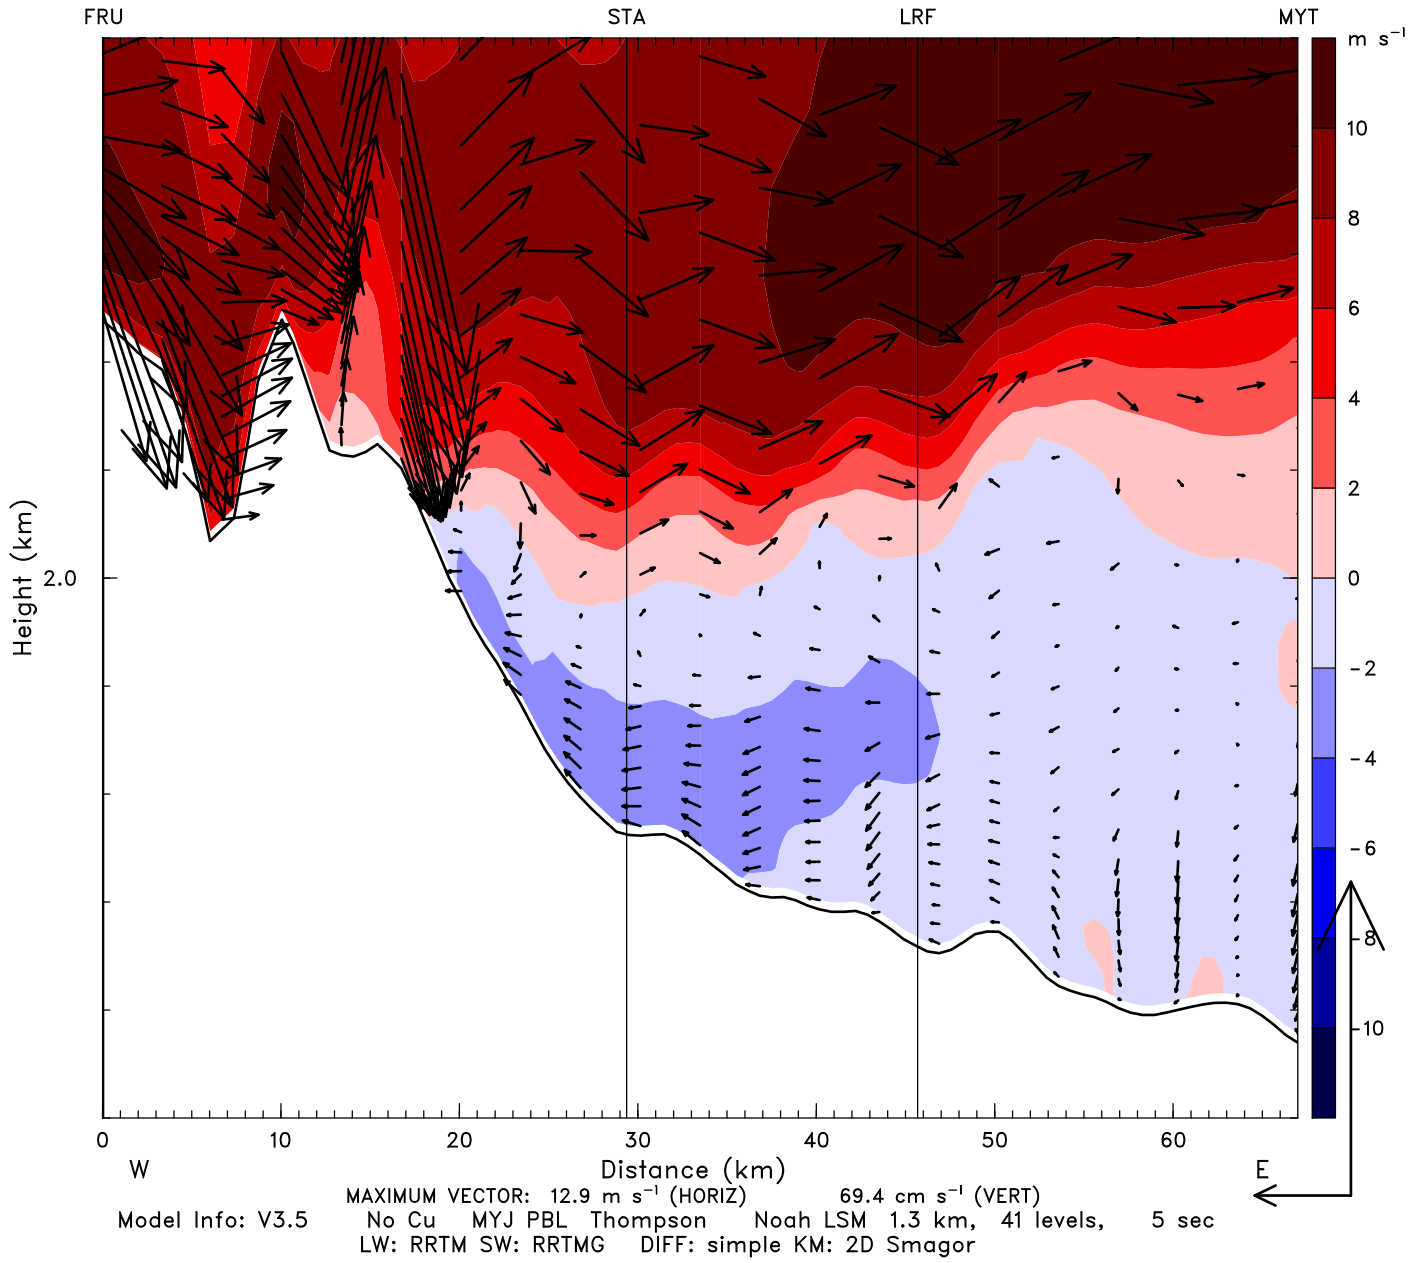 FRU STA LRF MYT
m s⁻¹
10
8
6
4
2
0
-2
-4
-6
-8
-10
Height (km)
2.0
0 10 20 30 40 50 60
W Distance (km) E
MAXIMUM VECTOR: 12.9 m s⁻¹ (HORIZ) 69.4 cm s⁻¹ (VERT)
Model Info: V3.5 No Cu MYJ PBL Thompson Noah LSM 1.3 km, 41 levels, 5 sec
LW: RRTM SW: RRTMG DIFF: simple KM: 2D Smagor